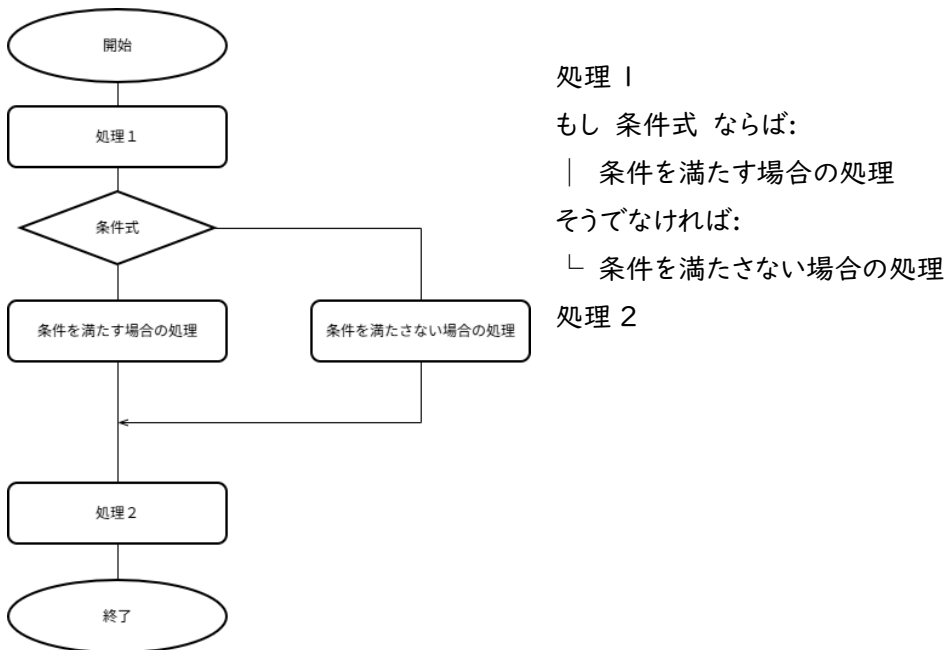 開始
処理１
条件式
条件を満たす場合の処理
条件を満たさない場合の処理
処理２
終了
処理 1
もし 条件式 ならば:
│ 条件を満たす場合の処理
そうでなければ:
└ 条件を満たさない場合の処理
処理 2